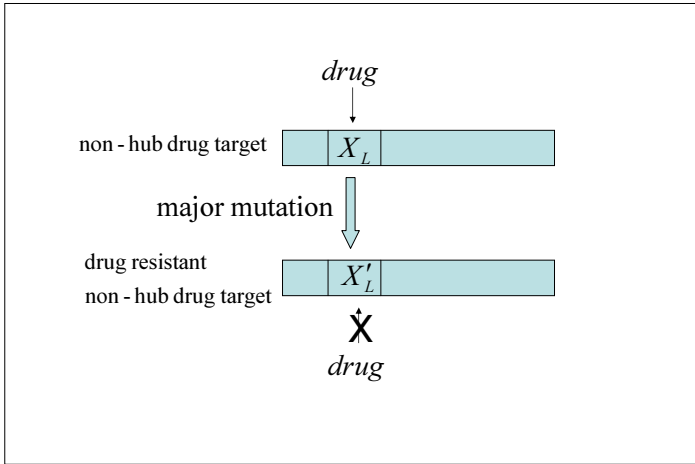 drug
non - hub drug target
X_L
major mutation
drug resistant
non - hub drug target
X'_L
X
drug